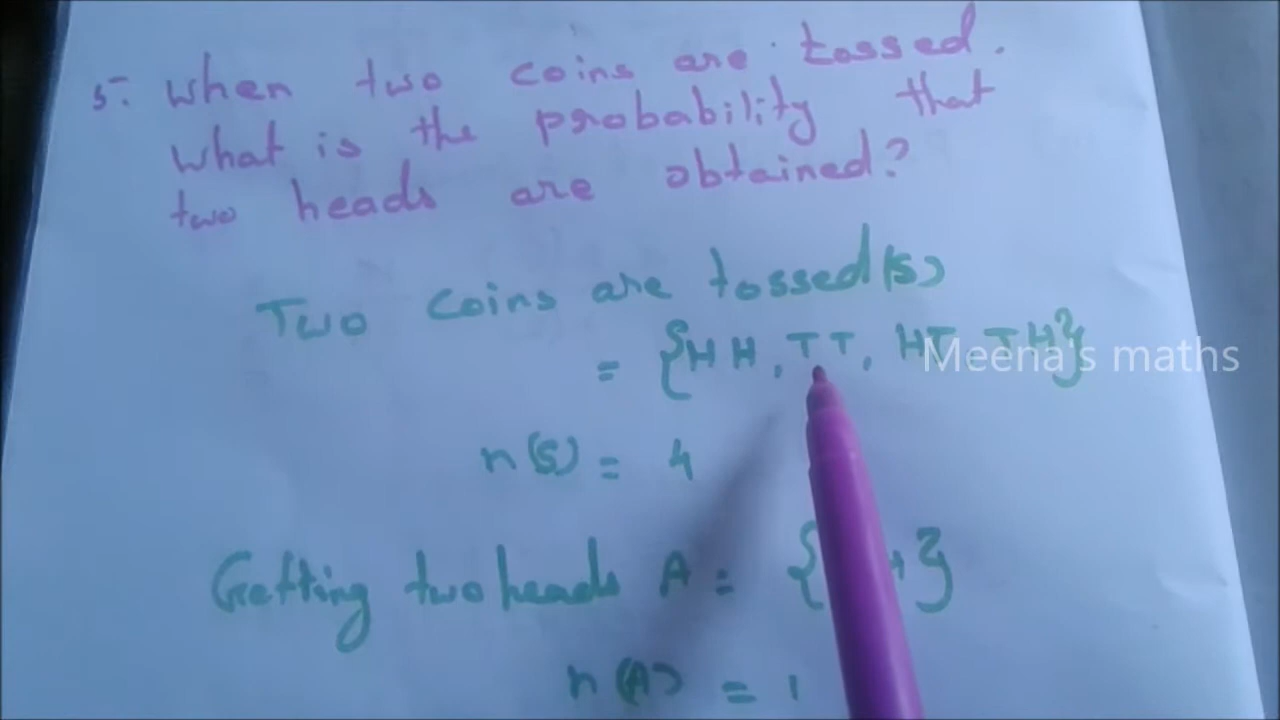 5. When two coins are tossed.
What is the probability that
two heads are obtained?
Two coins are tossed(S)
= {HH, TT, HT, TH}
Meena's maths
n(S) = 4
Getting two heads A = { H}
n(A) = 1